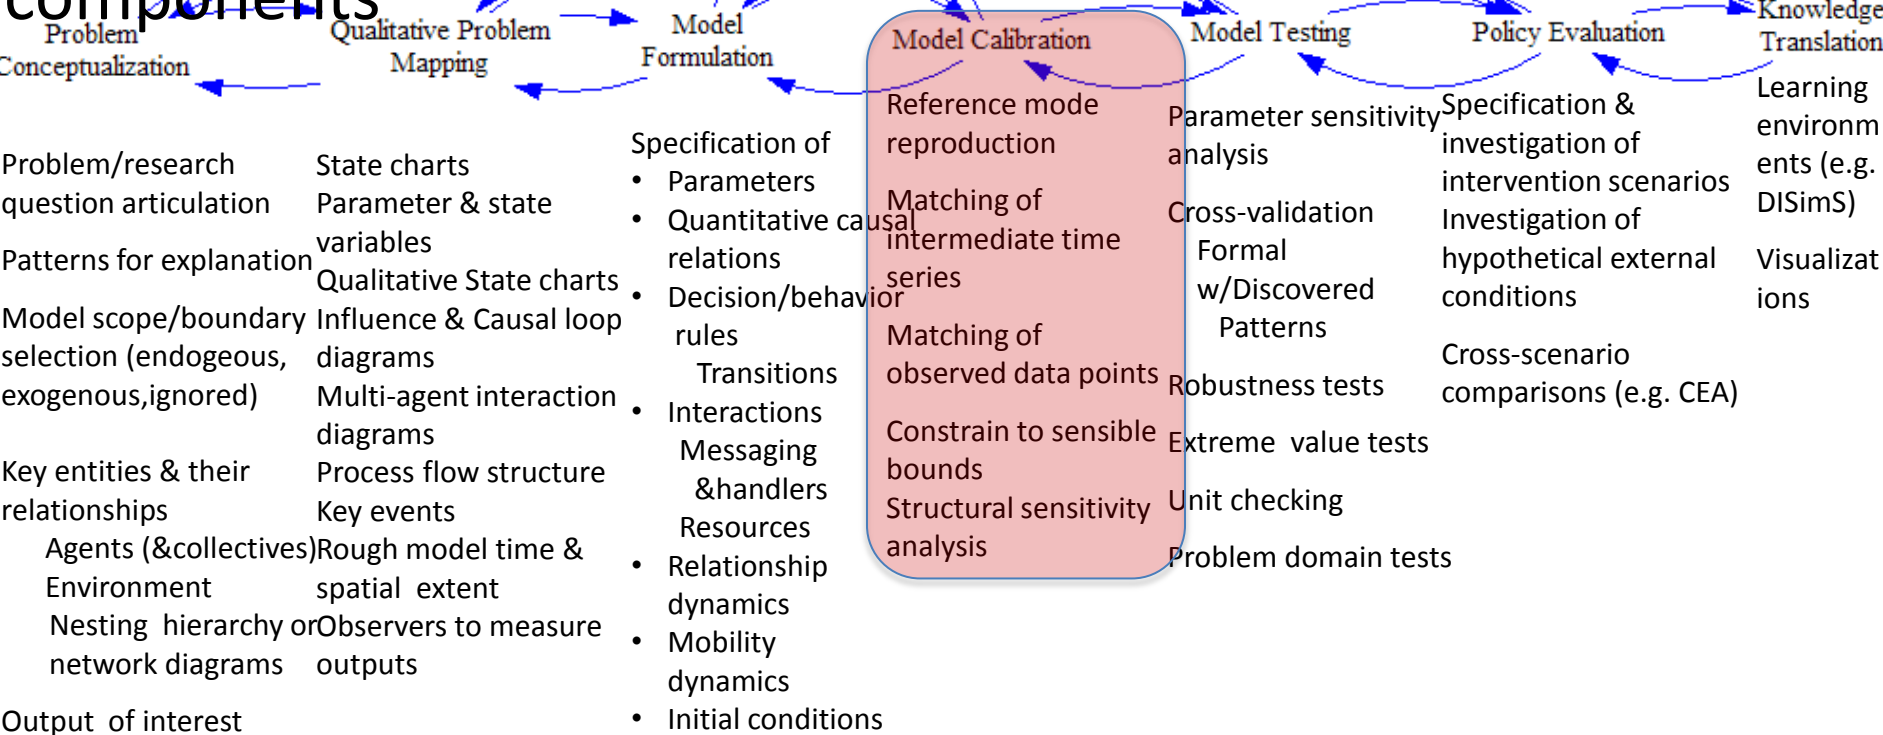 components
Problem
Conceptualization
Problem/research
question articulation
Patterns for explanation
Model scope/boundary
selection (endogeous,
exogenous,ignored)
Key entities & their
relationships
Agents (&collectives)
Environment
Nesting hierarchy or
network diagrams
Output of interest
Qualitative Problem
Mapping
State charts
Parameter & state
variables
Qualitative State charts
Influence & Causal loop
diagrams
Multi-agent interaction
diagrams
Process flow structure
Key events
Rough model time &
spatial extent
Observers to measure
outputs
Model
Formulation
Specification of
• Parameters
• Quantitative causal
relations
• Decision/behavior
rules
Transitions
• Interactions
Messaging
&handlers
Resources
• Relationship
dynamics
• Mobility
dynamics
• Initial conditions
Model Calibration
Reference mode
reproduction
Matching of
intermediate time
series
Matching of
observed data points
Constrain to sensible
bounds
Structural sensitivity
analysis
Model Testing
Parameter sensitivity
analysis
Cross-validation
Formal
w/Discovered
Patterns
Robustness tests
Extreme value tests
Unit checking
Problem domain tests
Policy Evaluation
Specification &
investigation of
intervention scenarios
Investigation of
hypothetical external
conditions
Cross-scenario
comparisons (e.g. CEA)
Knowledge
Translation
Learning
environm
ents (e.g.
DISimS)
Visualizat
ions